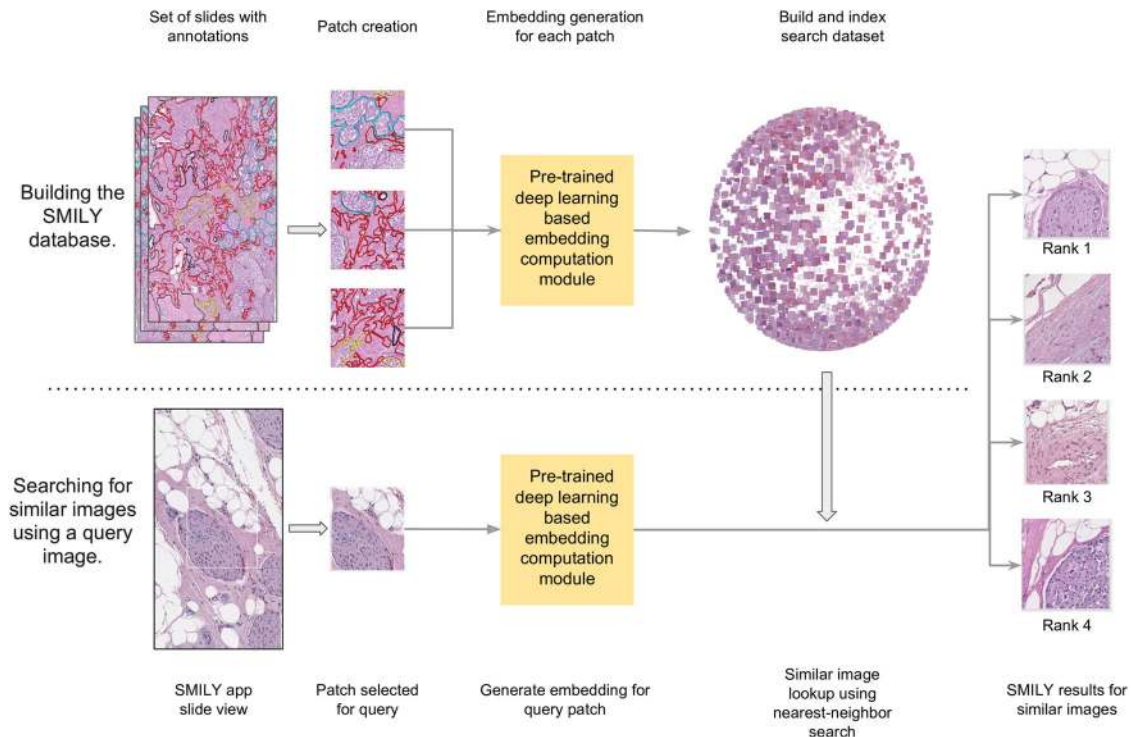 Set of slides with
annotations
Patch creation
Embedding generation
for each patch
Build and index
search dataset
Building the
SMILY
database.
Pre-trained
deep learning
based
embedding
computation
module
Rank 1
Rank 2
Rank 3
Rank 4
Searching for
similar images
using a query
image.
Pre-trained
deep learning
based
embedding
computation
module
SMILY app
slide view
Patch selected
for query
Generate embedding for
query patch
Similar image
lookup using
nearest-neighbor
search
SMILY results for
similar images